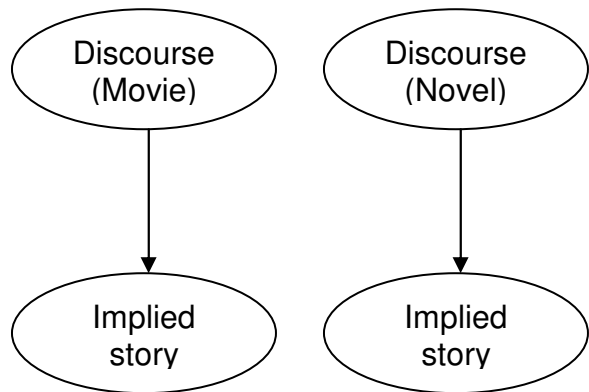 Discourse
(Movie)
Discourse
(Novel)
Implied
story
Implied
story